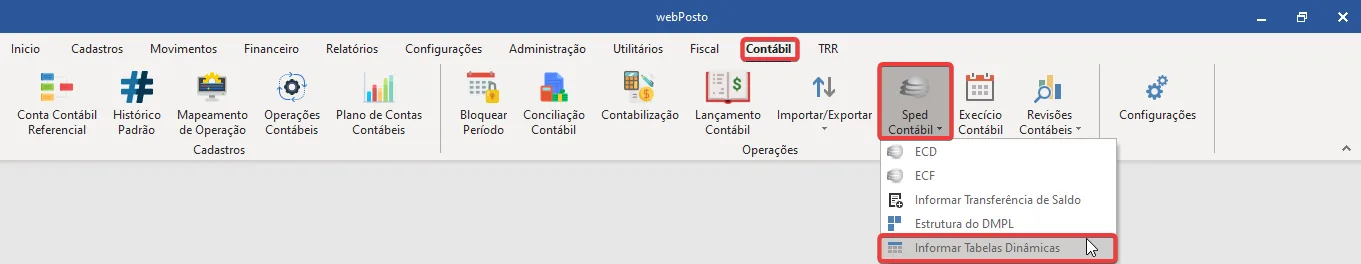 webPosto
Inicio Cadastros Movimentos Financeiro Relatórios Configurações Administração Utilitários Fiscal Contábil TRR
Conta Contábil
Referencial
Histórico
Padrão
Mapeamento
de Operação
Operações
Contábeis
Plano de Contas
Contábeis
Cadastros
Bloquear
Período
Conciliação
Contábil
Contabilização
Lançamento
Contábil
Importar/Exportar
Sped
Contábil
Execício
Contábil
Revisões
Contábeis
Operações
Configurações
ECD
ECF
Informar Transferência de Saldo
Estrutura do DMPL
Informar Tabelas Dinâmicas